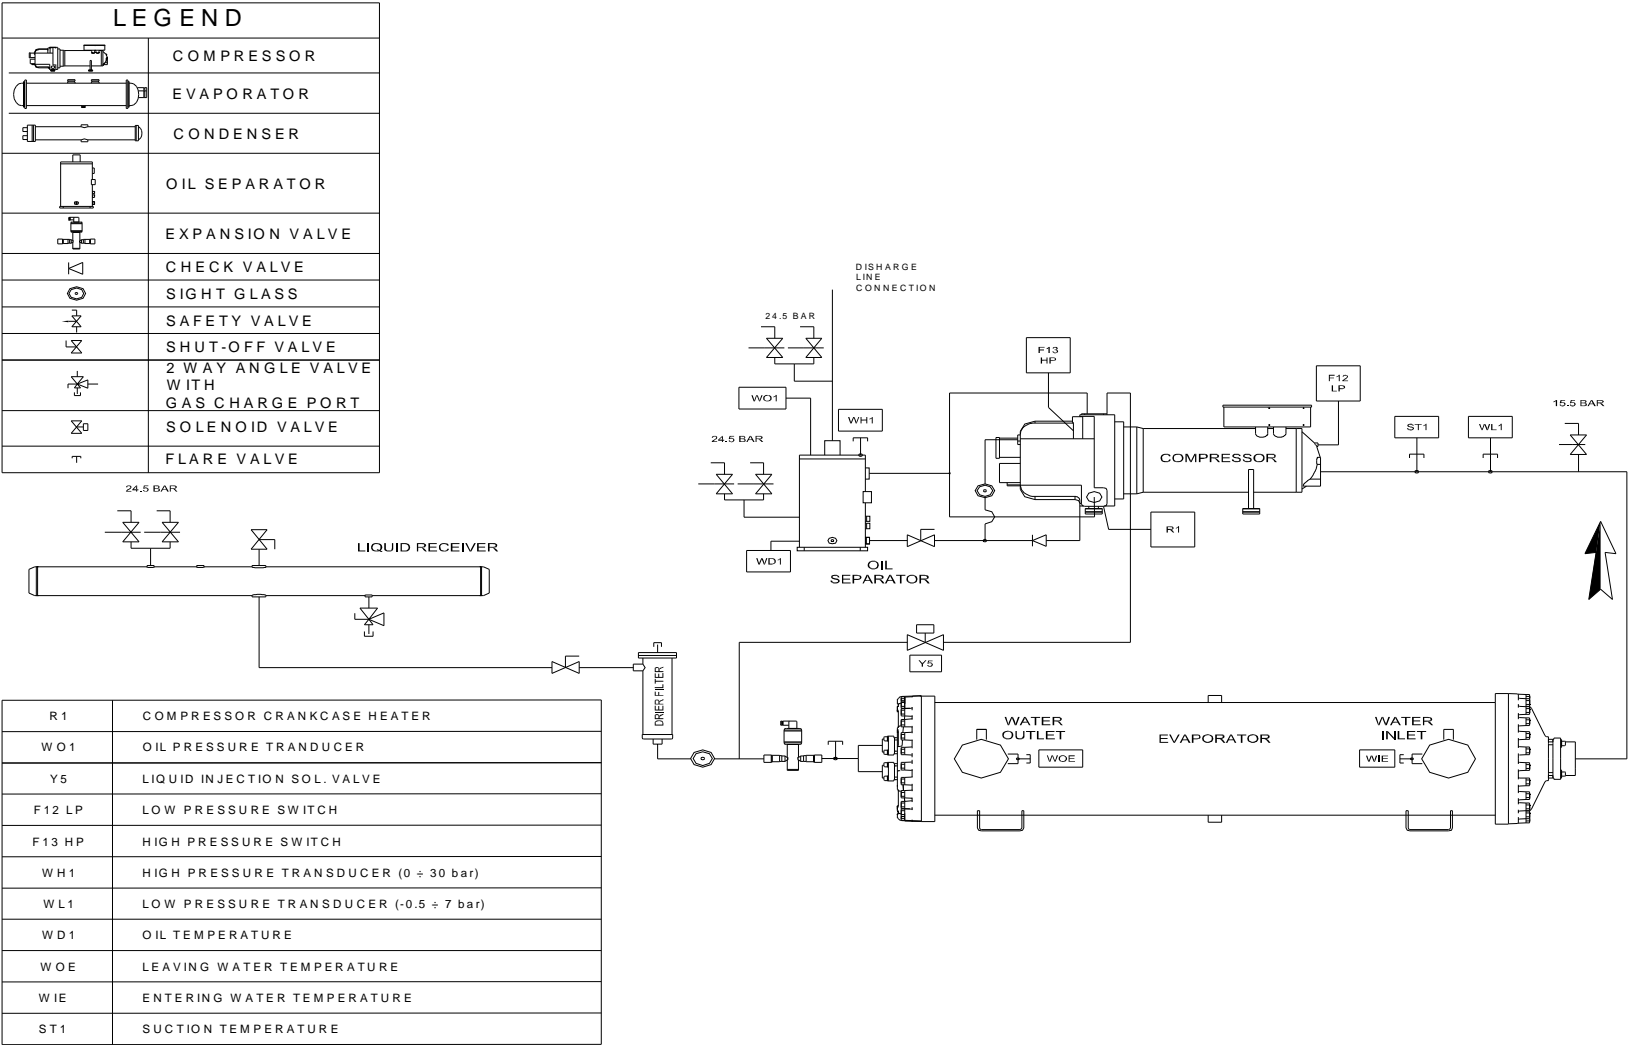 LEGEND
COMPRESSOR
EVAPORATOR
CONDENSER
OIL SEPARATOR
EXPANSION VALVE
CHECK VALVE
SIGHT GLASS
SAFETY VALVE
SHUT-OFF VALVE
2 WAY ANGLE VALVE
WITH
GAS CHARGE PORT
SOLENOID VALVE
FLARE VALVE
DISHARGE
LINE
CONNECTION
24.5 BAR
F13
HP
F12
LP
WO1
WH1
15.5 BAR
ST1
WL1
24.5 BAR
COMPRESSOR
24.5 BAR
R1
LIQUID RECEIVER
WD1
OIL
SEPARATOR
Y5
DRIER FILTER
WATER
OUTLET
WOE
EVAPORATOR
WATER
INLET
WIE
R1 COMPRESSOR CRANKCASE HEATER
WO1 OIL PRESSURE TRANDUCER
Y5 LIQUID INJECTION SOL. VALVE
F12 LP LOW PRESSURE SWITCH
F13 HP HIGH PRESSURE SWITCH
WH1 HIGH PRESSURE TRANSDUCER (0 ÷ 30 bar)
WL1 LOW PRESSURE TRANSDUCER (-0.5 ÷ 7 bar)
WD1 OIL TEMPERATURE
WOE LEAVING WATER TEMPERATURE
WIE ENTERING WATER TEMPERATURE
ST1 SUCTION TEMPERATURE